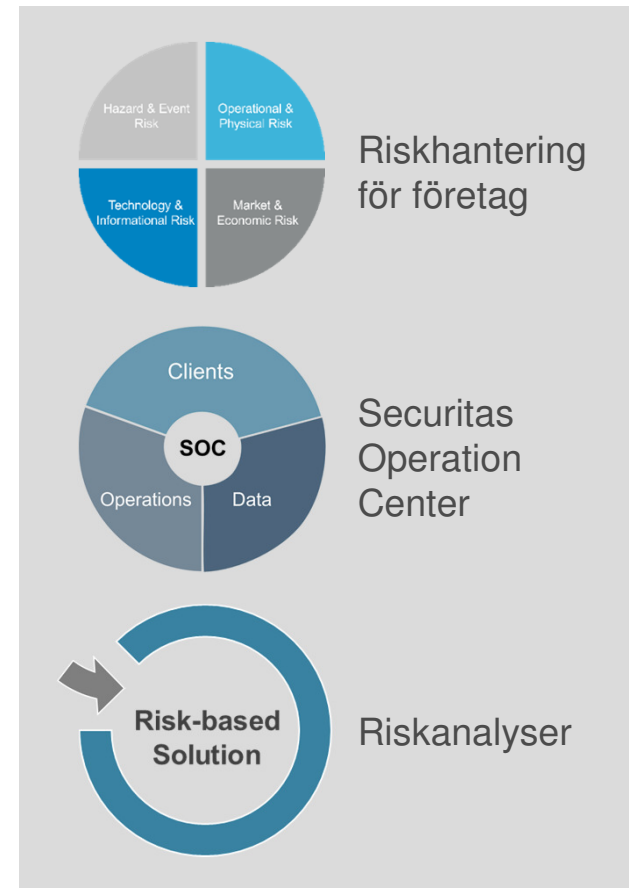 Hazard & Event
Risk
Operational &
Physical Risk
Technology &
Informational Risk
Market &
Economic Risk
Riskhantering
för företag
Clients
SOC
Operations
Data
Securitas
Operation
Center
Risk-based
Solution
Riskanalyser